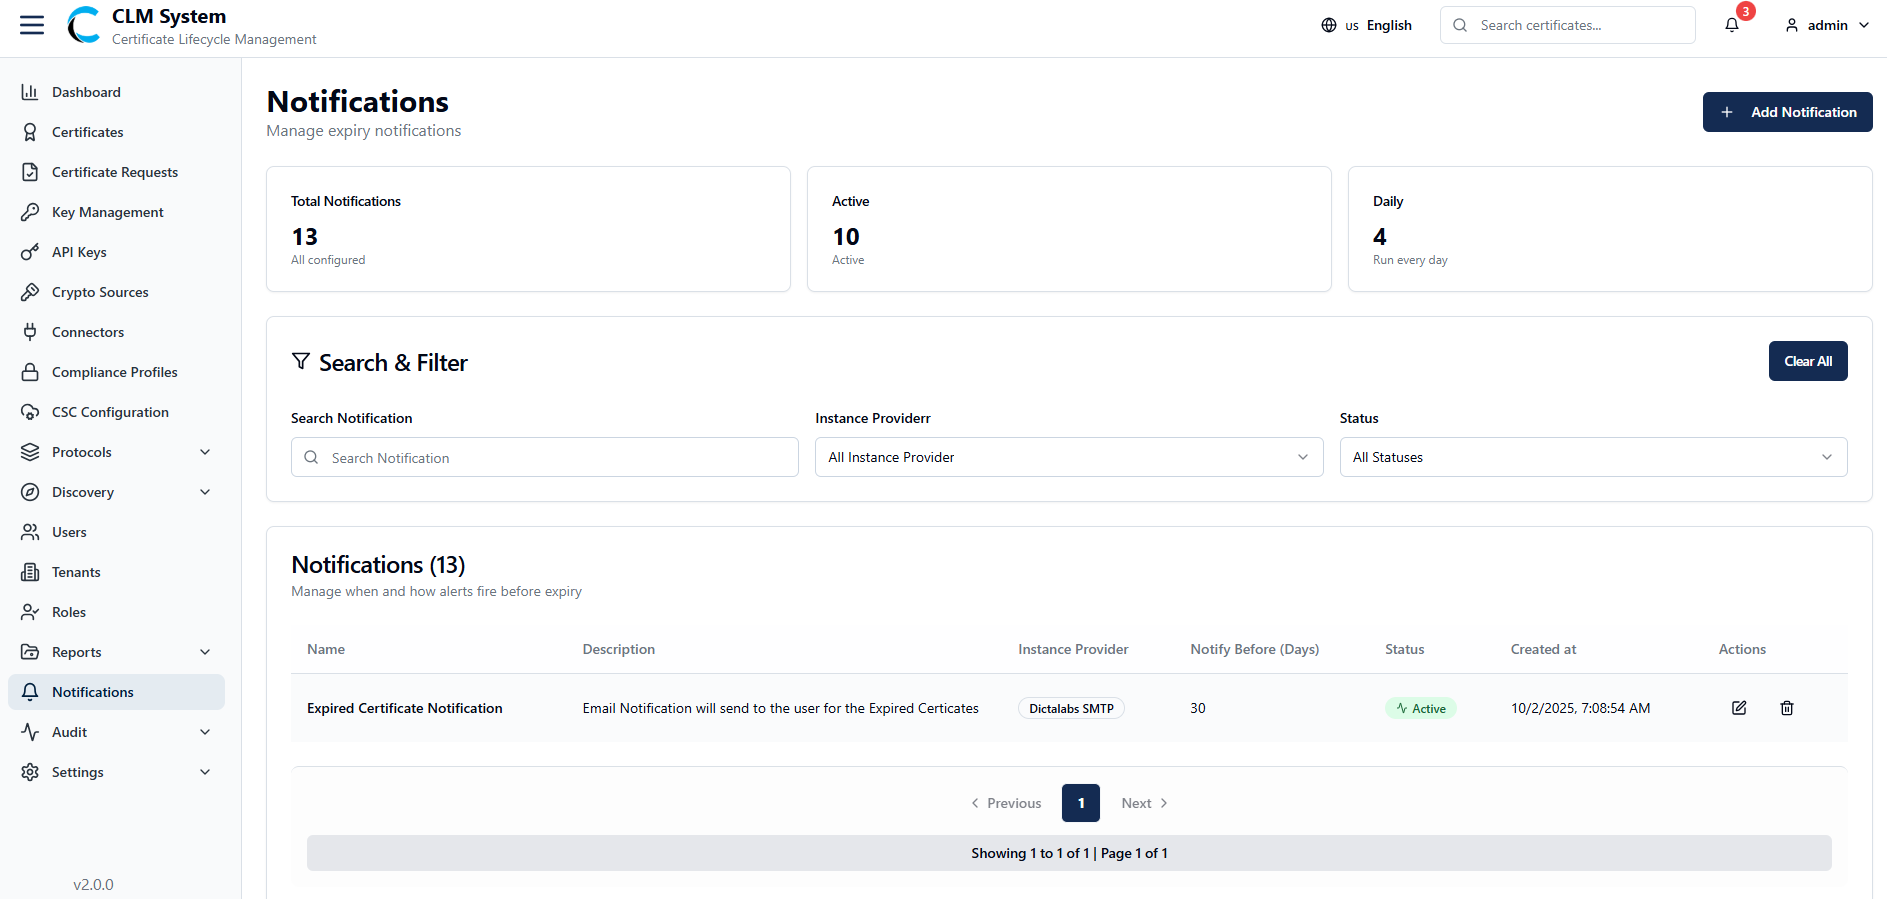 CLM System
Certificate Lifecycle Management
us English
Search certificates...
3
admin
Dashboard
Certificates
Certificate Requests
Key Management
API Keys
Crypto Sources
Connectors
Compliance Profiles
CSC Configuration
Protocols
Discovery
Users
Tenants
Roles
Reports
Notifications
Audit
Settings
v2.0.0
Notifications
Manage expiry notifications
Add Notification
Total Notifications
13
All configured
Active
10
Active
Daily
4
Run every day
Search & Filter
Clear All
Search Notification
Search Notification
Instance Providerr
All Instance Provider
Status
All Statuses
Notifications (13)
Manage when and how alerts fire before expiry
Name Description Instance Provider Notify Before (Days) Status Created at Actions
Expired Certificate Notification Email Notification will send to the user for the Expired Certicates Dictalabs SMTP 30 Active 10/2/2025, 7:08:54 AM
Previous 1 Next
Showing 1 to 1 of 1 | Page 1 of 1